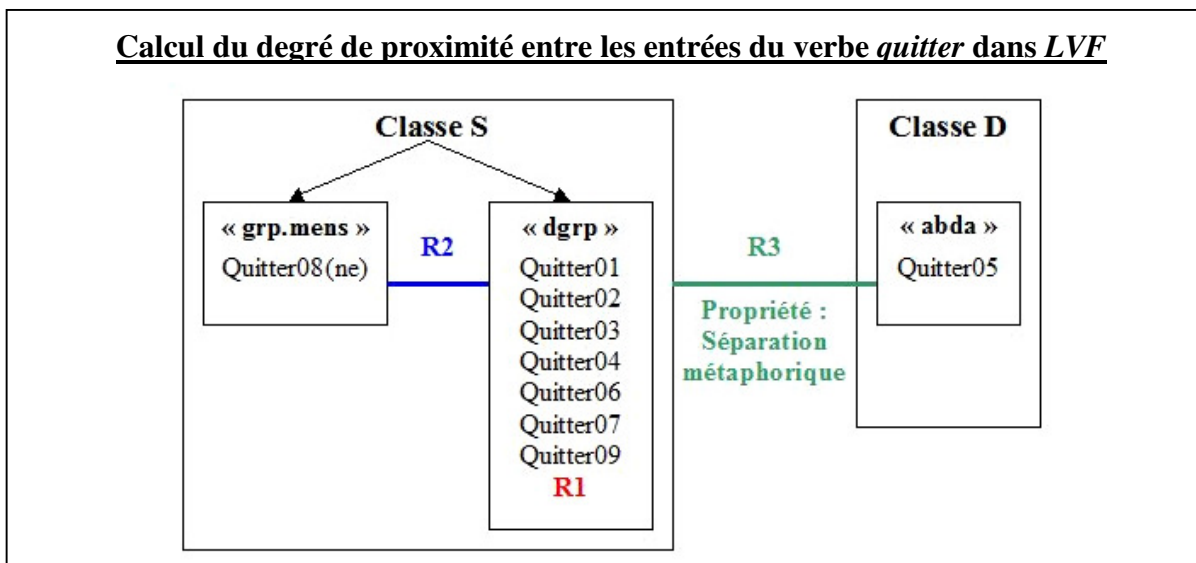 Calcul du degré de proximité entre les entrées du verbe quitter dans LVF
Classe S
« grp.mens »
Quitter08(ne)
R2
« dgrp »
Quitter01
Quitter02
Quitter03
Quitter04
Quitter06
Quitter07
Quitter09
R1
R3
Propriété :
Séparation
métaphorique
Classe D
« abda »
Quitter05